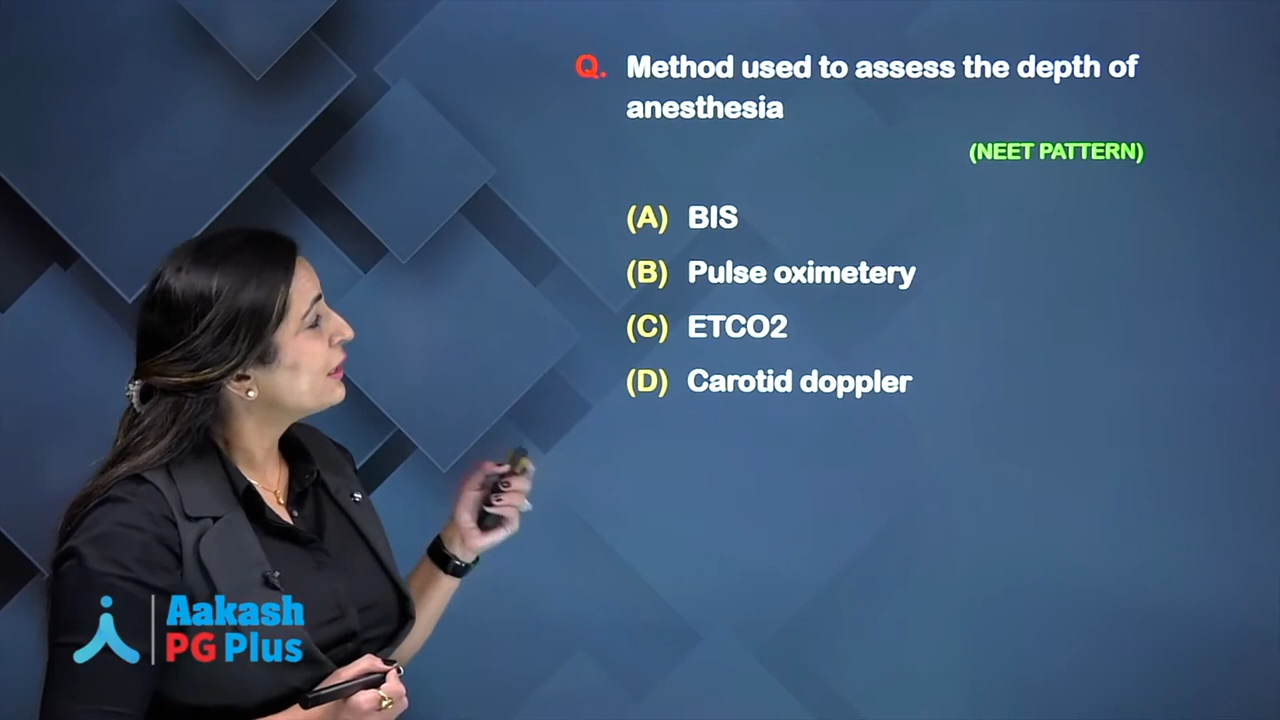 Q. Method used to assess the depth of
anesthesia
(NEET PATTERN)
(A) BIS
(B) Pulse oximetery
(C) ETCO2
(D) Carotid doppler
Aakash
PG Plus